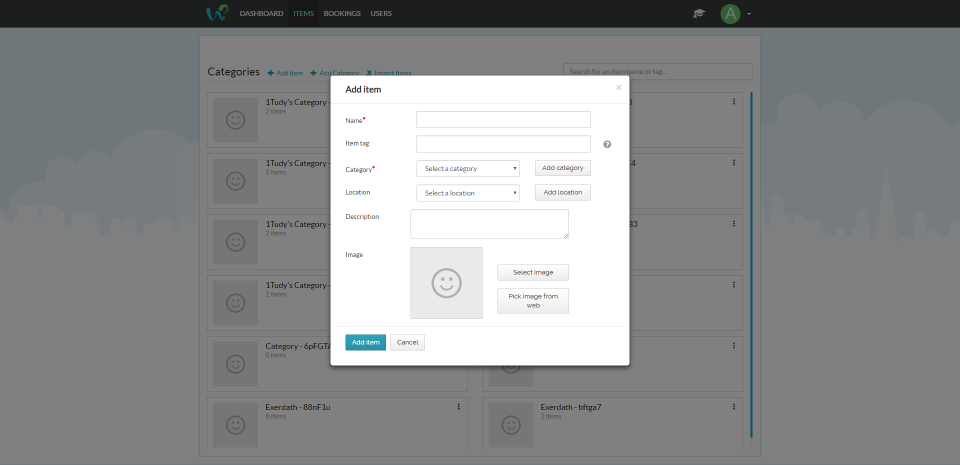 DASHBOARD ITEMS BOOKINGS USERS
A
Categories
Add Item
Add Category
Import Items
Search for an item name or tag...
Add item
×
Name*
Item tag
?
Category*
Select a category
Add category
Location
Select a location
Add location
Description
Image
Select image
Pick image from
web
Add item
Cancel
1Tudy's Category -
2 items
1Tudy's Category -
2 items
1Tudy's Category -
2 items
1Tudy's Category -
2 items
Category - 6pFGTA
0 items
Exerdath - 88nF1u
0 items
Exerdath - bftga7
2 items